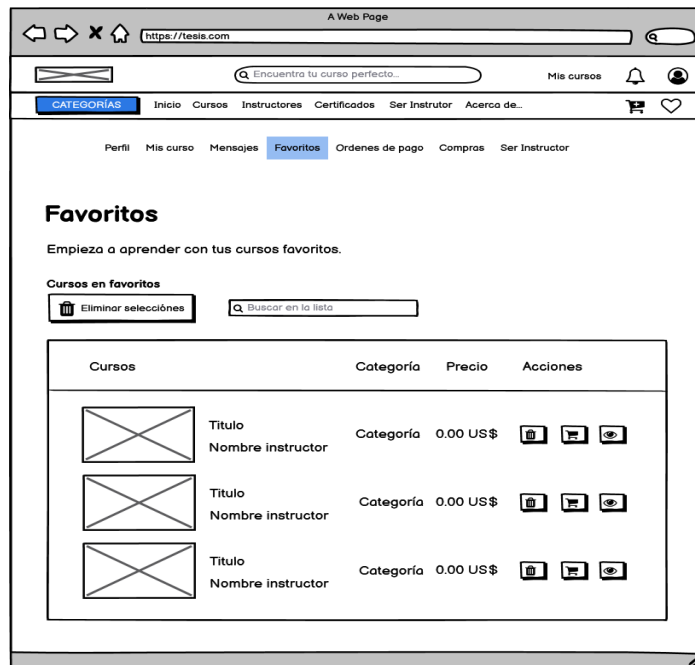 A Web Page
https://tesis.com
Encuentra tu curso perfecto...
Mis cursos
CATEGORÍAS Inicio Cursos Instructores Certificados Ser Instrutor Acerca de...
Perfil Mis curso Mensajes Favoritos Ordenes de pago Compras Ser Instructor
Favoritos
Empieza a aprender con tus cursos favoritos.
Cursos en favoritos
Eliminar selecciónes Buscar en la lista
Cursos Categoría Precio Acciones
Titulo
Nombre instructor
Categoría 0.00 US$
Titulo
Nombre instructor
Categoría 0.00 US$
Titulo
Nombre instructor
Categoría 0.00 US$